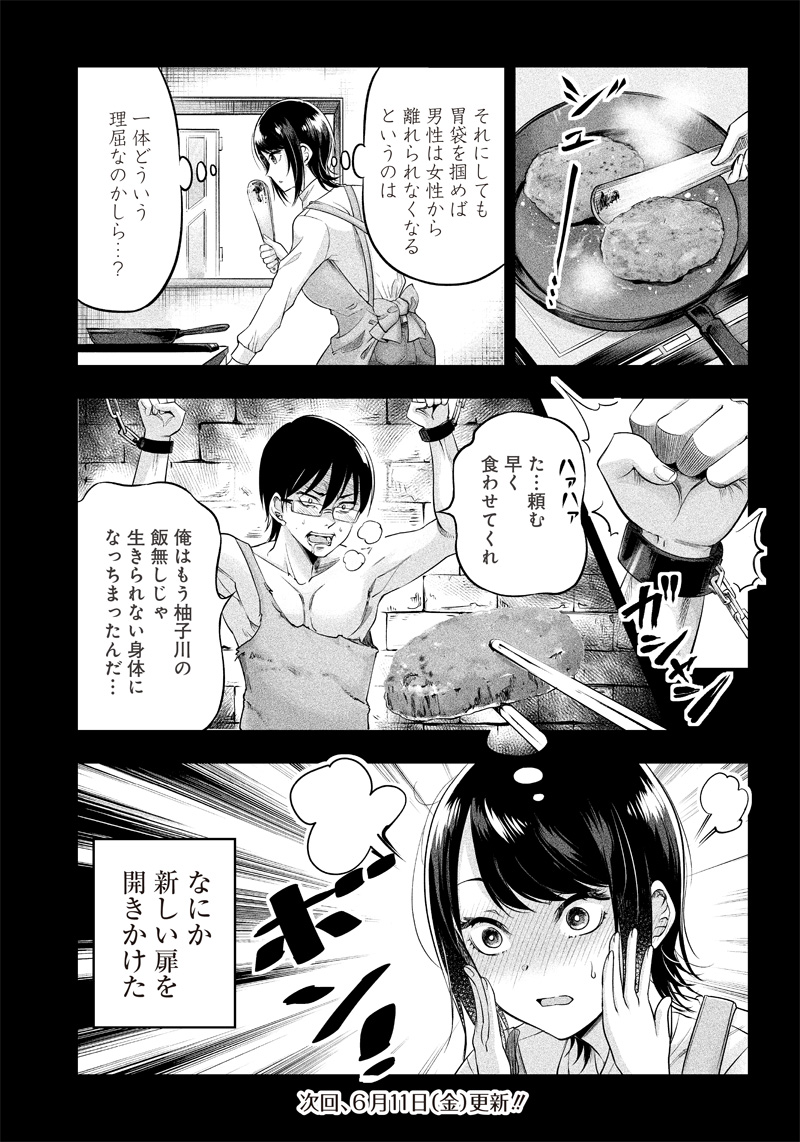 ジュー…
それにしても
胃袋を掴めば
男性は女性から
離れられなくなる
というのは
一体どういう
理屈なのかしら…？
ガシャン
ハァハァ
た…頼む
早く
食わせてくれ
俺はもう柚子川の
飯無しじゃ
生きられない身体に
なっちまったんだ…
ボンッ
なにか
新しい扉を
開きかけた
次回、6月11日(金)更新!!